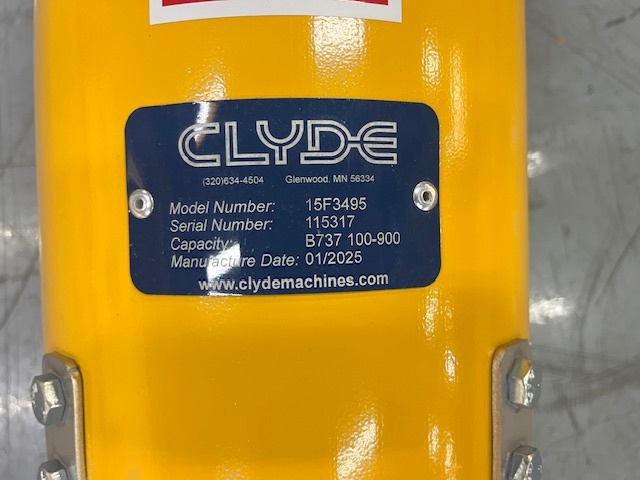 CLYDE
(320)634-4504 Glenwood, MN 56334
Model Number: 15F3495
Serial Number: 115317
Capacity: B737 100-900
Manufacture Date: 01/2025
www.clydemachines.com